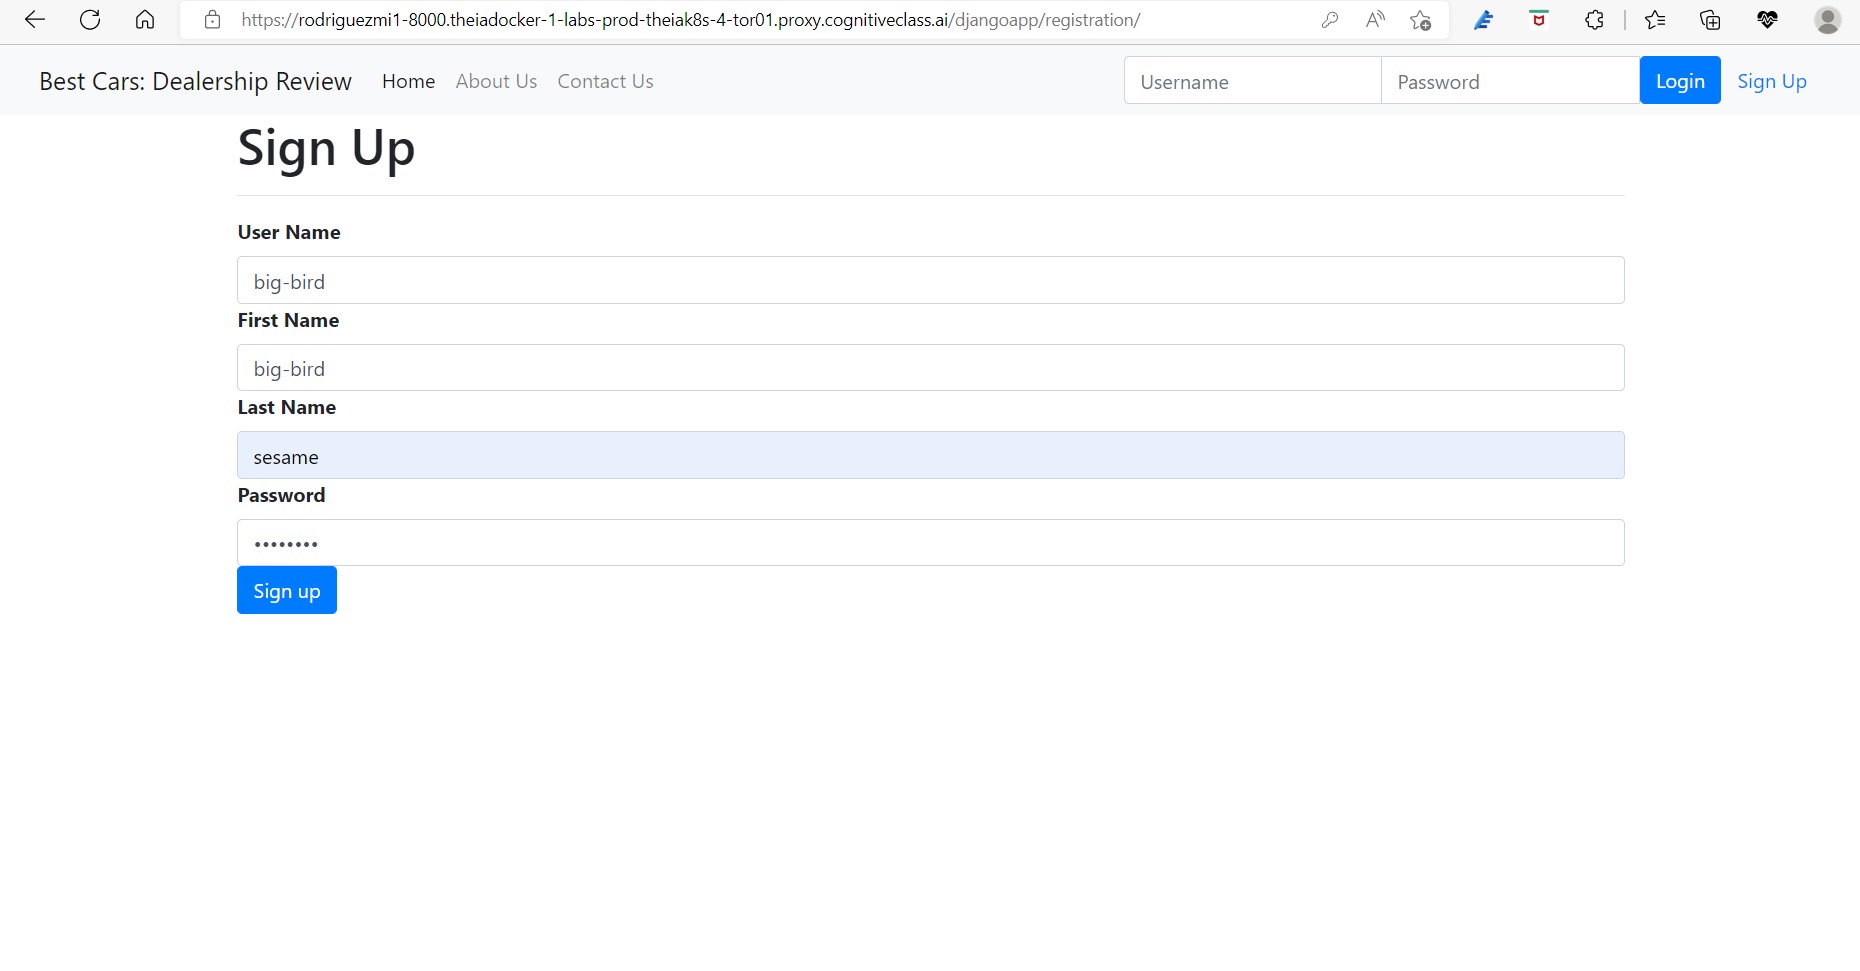 https://rodriguezmi1-8000.theiadocker-1-labs-prod-theiak8s-4-tor01.proxy.cognitiveclass.ai/djangoapp/registration/
Best Cars: Dealership Review Home About Us Contact Us Username Password Login Sign Up
Sign Up
User Name
big-bird
First Name
big-bird
Last Name
sesame
Password
••••••••
Sign up